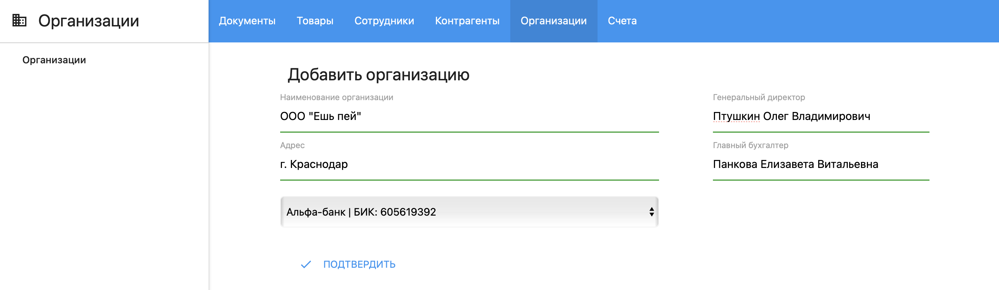 Организации
Документы Товары Сотрудники Контрагенты Организации Счета
Организации
Добавить организацию
Наименование организации
ООО "Ешь пей"
Генеральный директор
Птушкин Олег Владимирович
Адрес
г. Краснодар
Главный бухгалтер
Панкова Елизавета Витальевна
Альфа-банк | БИК: 605619392
ПОДТВЕРДИТЬ